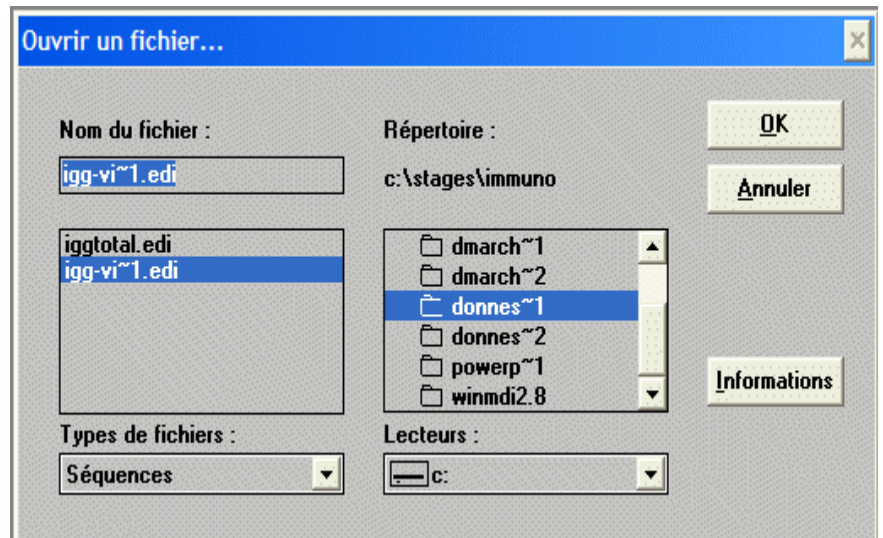 Ouvrir un fichier...
Nom du fichier :
igg-vi~1.edi
iggtotal.edi
igg-vi~1.edi
Types de fichiers :
Séquences
Répertoire :
c:\stages\immuno
dmarch~1
dmarch~2
donnes~1
donnes~2
powerp~1
winmdi2.8
Lecteurs :
c:
OK
Annuler
Informations